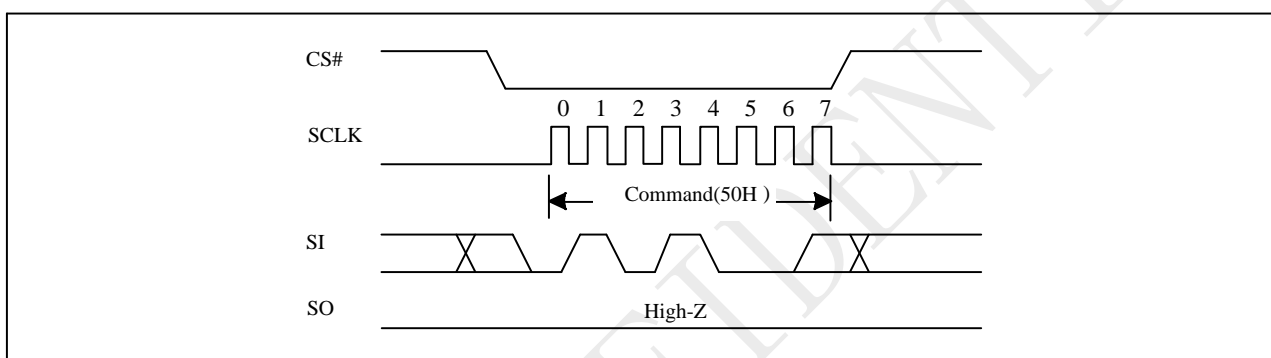 CS#
0 1 2 3 4 5 6 7
SCLK
Command(50H )
SI
High-Z
SO